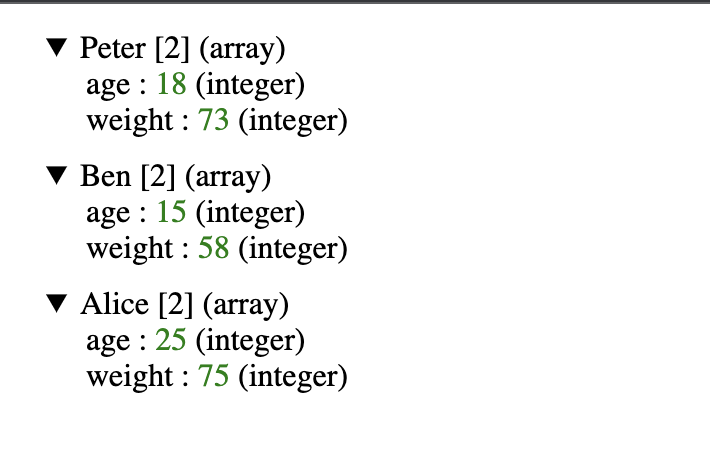 ▼ Peter [2] (array)
age : 18 (integer)
weight : 73 (integer)
▼ Ben [2] (array)
age : 15 (integer)
weight : 58 (integer)
▼ Alice [2] (array)
age : 25 (integer)
weight : 75 (integer)